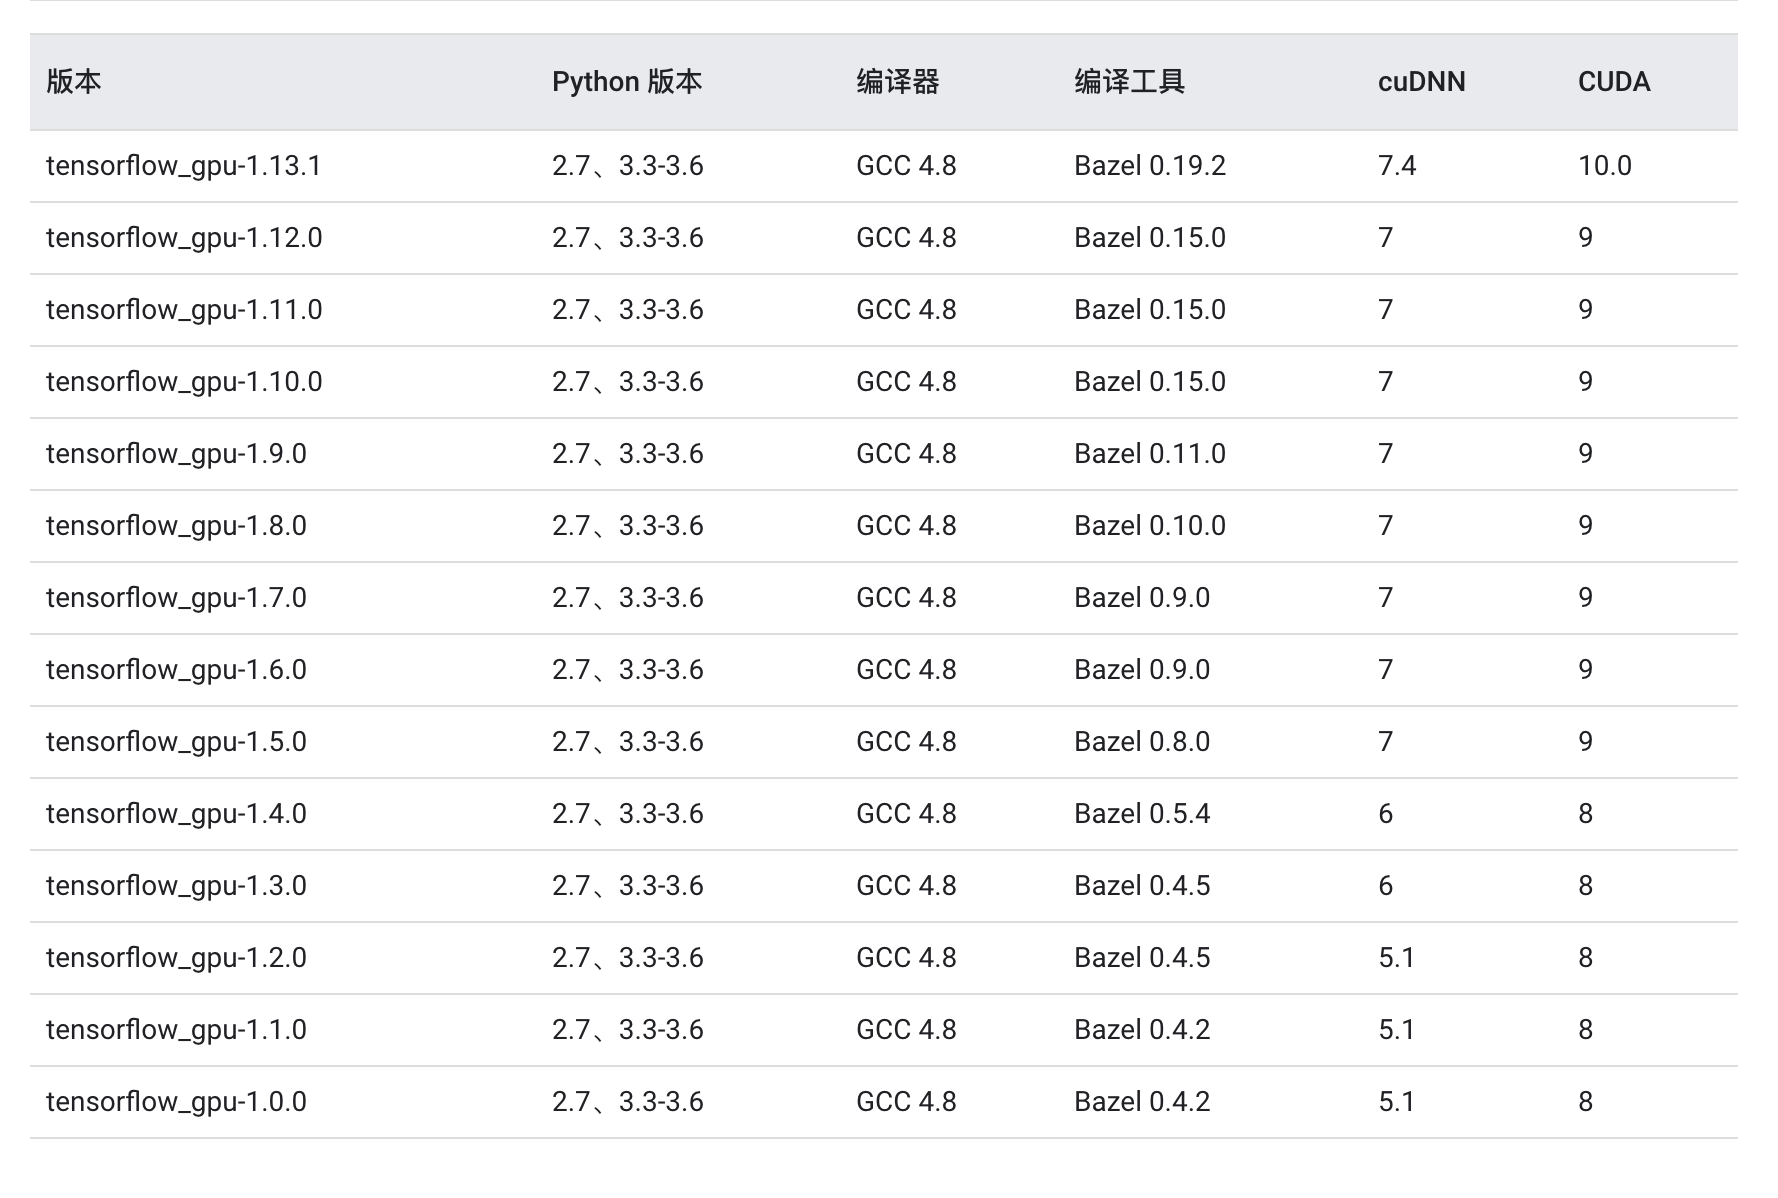 版本 Python 版本 编译器 编译工具 cuDNN CUDA
tensorflow_gpu-1.13.1 2.7、3.3-3.6 GCC 4.8 Bazel 0.19.2 7.4 10.0
tensorflow_gpu-1.12.0 2.7、3.3-3.6 GCC 4.8 Bazel 0.15.0 7 9
tensorflow_gpu-1.11.0 2.7、3.3-3.6 GCC 4.8 Bazel 0.15.0 7 9
tensorflow_gpu-1.10.0 2.7、3.3-3.6 GCC 4.8 Bazel 0.15.0 7 9
tensorflow_gpu-1.9.0 2.7、3.3-3.6 GCC 4.8 Bazel 0.11.0 7 9
tensorflow_gpu-1.8.0 2.7、3.3-3.6 GCC 4.8 Bazel 0.10.0 7 9
tensorflow_gpu-1.7.0 2.7、3.3-3.6 GCC 4.8 Bazel 0.9.0 7 9
tensorflow_gpu-1.6.0 2.7、3.3-3.6 GCC 4.8 Bazel 0.9.0 7 9
tensorflow_gpu-1.5.0 2.7、3.3-3.6 GCC 4.8 Bazel 0.8.0 7 9
tensorflow_gpu-1.4.0 2.7、3.3-3.6 GCC 4.8 Bazel 0.5.4 6 8
tensorflow_gpu-1.3.0 2.7、3.3-3.6 GCC 4.8 Bazel 0.4.5 6 8
tensorflow_gpu-1.2.0 2.7、3.3-3.6 GCC 4.8 Bazel 0.4.5 5.1 8
tensorflow_gpu-1.1.0 2.7、3.3-3.6 GCC 4.8 Bazel 0.4.2 5.1 8
tensorflow_gpu-1.0.0 2.7、3.3-3.6 GCC 4.8 Bazel 0.4.2 5.1 8